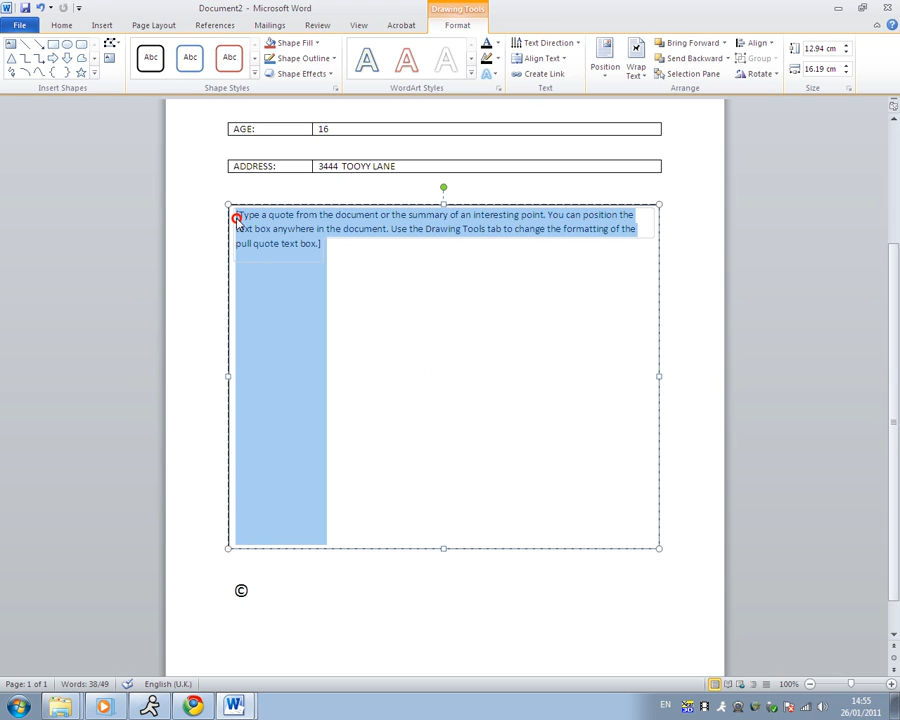 Document2 - Microsoft Word
Drawing Tools
File Home Insert Page Layout References Mailings Review View Acrobat Format
Abc Abc Abc
Shape Fill
Shape Outline
Shape Effects
A A A
A
A
Text Direction
Align Text
Create Link
Position
Wrap Text
Bring Forward
Send Backward
Selection Pane
Align
Group
Rotate
12.94 cm
16.19 cm
Insert Shapes Shape Styles WordArt Styles Text Arrange Size
AGE: 16
ADDRESS: 3444 TOOYY LANE
[Type a quote from the document or the summary of an interesting point. You can position the
text box anywhere in the document. Use the Drawing Tools tab to change the formatting of the
pull quote text box.]
©
Page: 1 of 1 Words: 38/49 English (U.K.) 100%
EN 14:55
26/01/2011